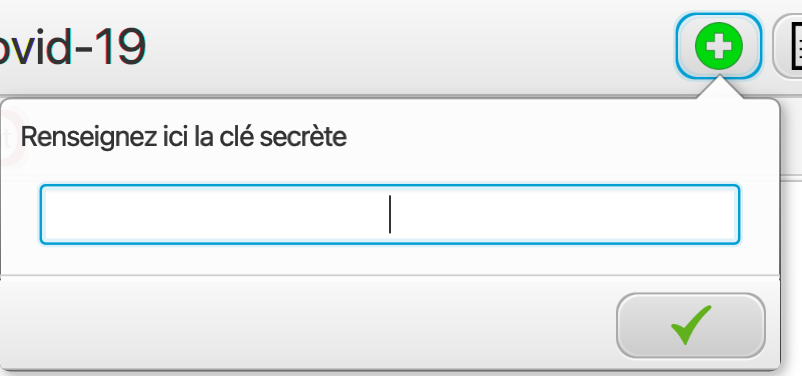 ovid-19
Renseignez ici la clé secrète